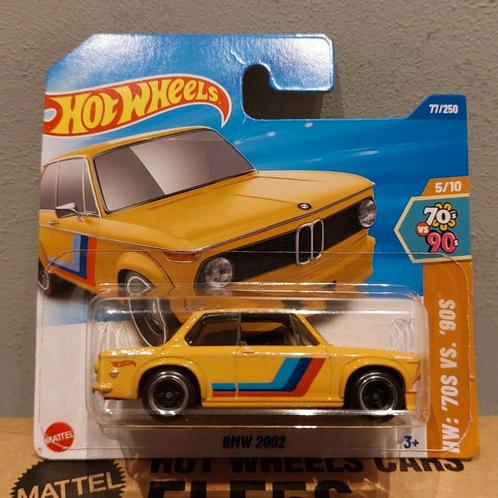 Hot Wheels
77/250
5/10
70s
vs
90s
HW: '70S VS. '90S
BMW 2002
3+
MATTEL
MATTEL
HOT WHEELS CARS